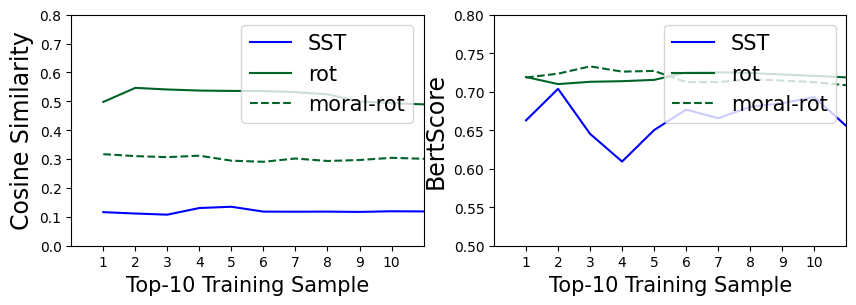 0.8
0.7
0.6
0.5
0.4
0.3
0.2
0.1
0.0
Cosine Similarity
SST
rot
moral-rot
1 2 3 4 5 6 7 8 9 10
Top-10 Training Sample
0.80
0.75
0.70
0.65
0.60
0.55
0.50
BertScore
SST
rot
moral-rot
1 2 3 4 5 6 7 8 9 10
Top-10 Training Sample